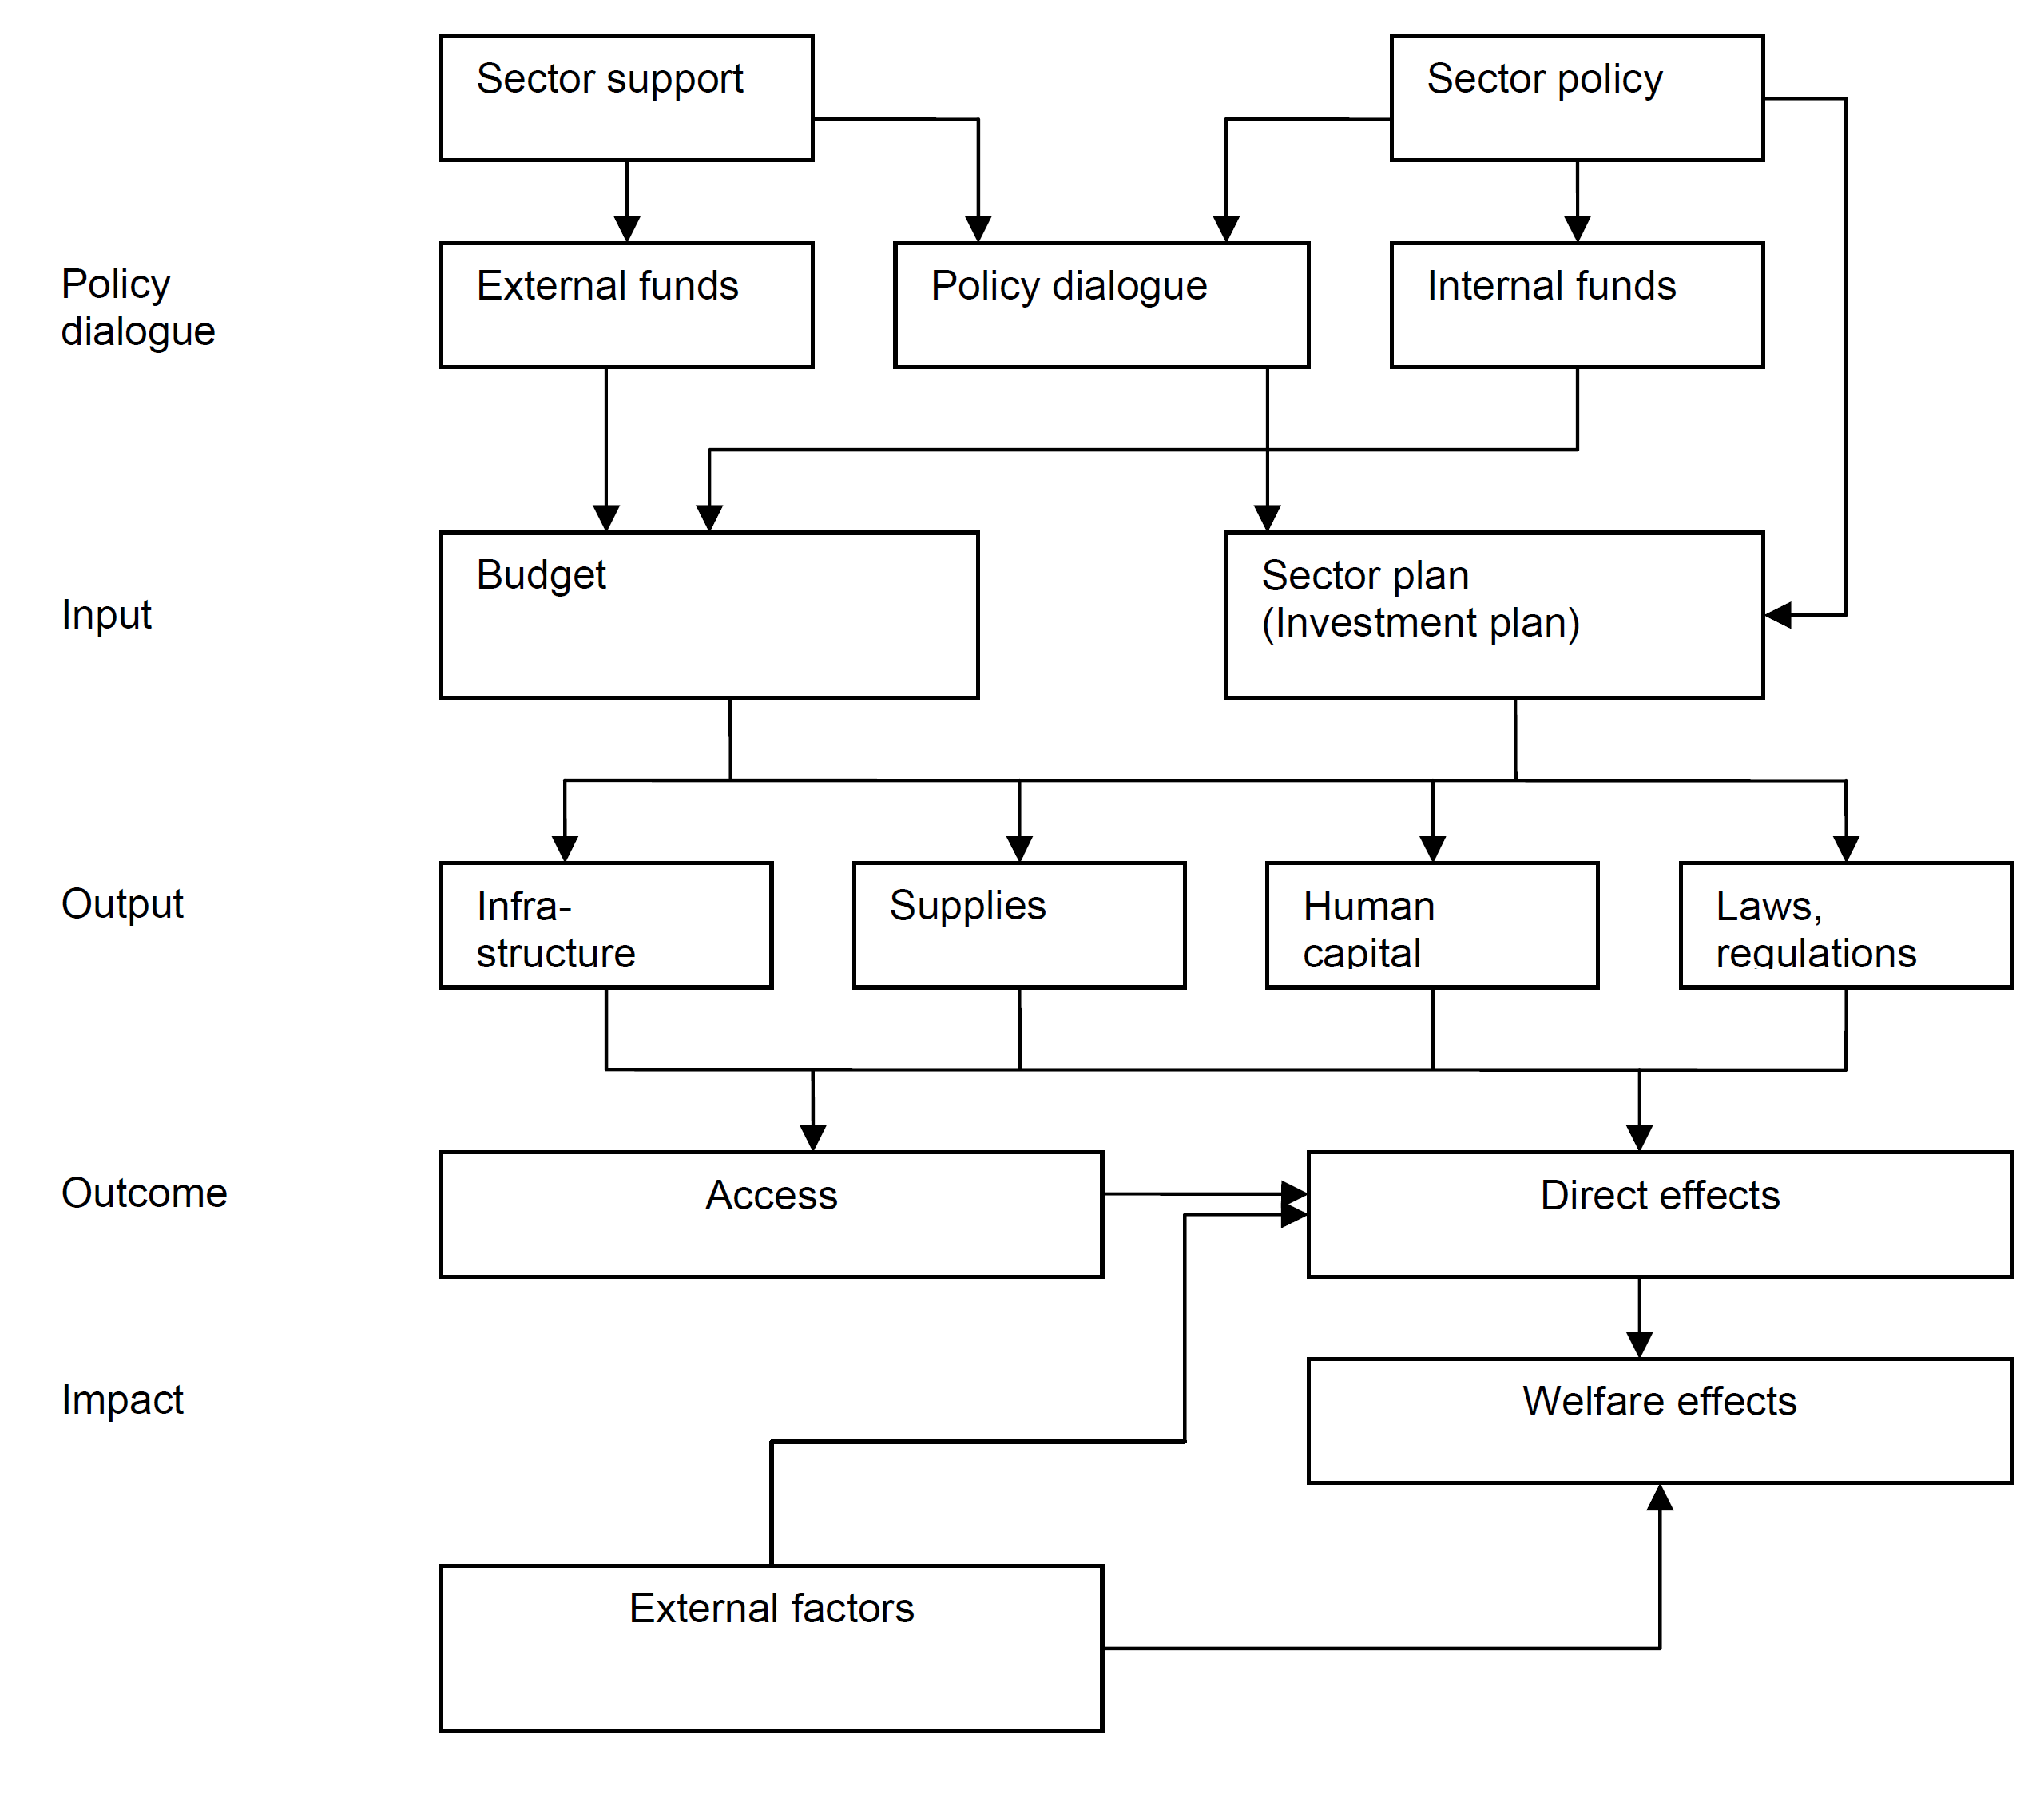 Sector support
Sector policy
Policy
dialogue
External funds
Policy dialogue
Internal funds
Input
Budget
Sector plan
(Investment plan)
Output
Infra-
structure
Supplies
Human
capital
Laws,
regulations
Outcome
Access
Direct effects
Impact
Welfare effects
External factors